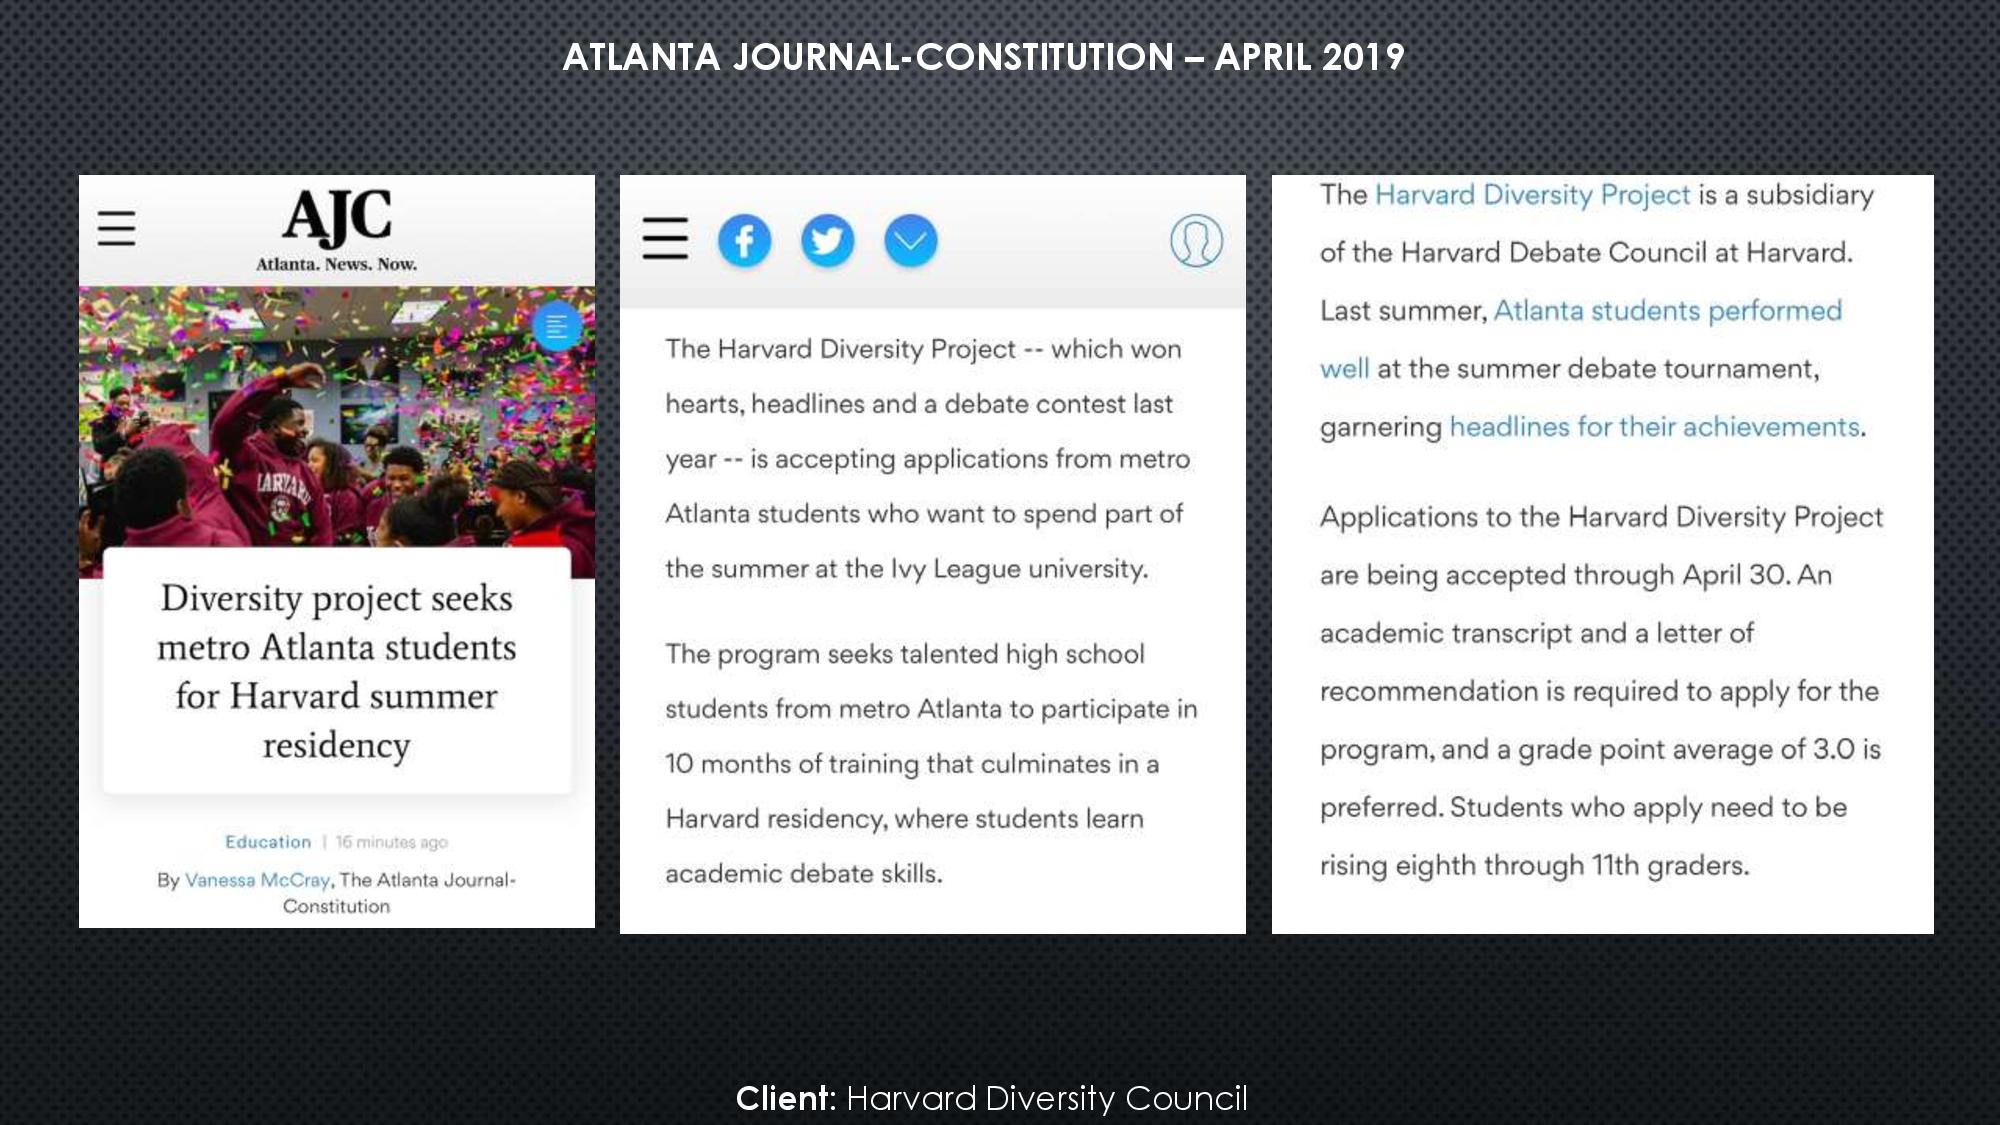 ATLANTA JOURNAL-CONSTITUTION – APRIL 2019
AJC
Atlanta. News. Now.
HARVARD
Diversity project seeks
metro Atlanta students
for Harvard summer
residency
Education | 16 minutes ago
By Vanessa McCray, The Atlanta Journal-
Constitution
The Harvard Diversity Project -- which won
hearts, headlines and a debate contest last
year -- is accepting applications from metro
Atlanta students who want to spend part of
the summer at the Ivy League university.
The program seeks talented high school
students from metro Atlanta to participate in
10 months of training that culminates in a
Harvard residency, where students learn
academic debate skills.
The Harvard Diversity Project is a subsidiary
of the Harvard Debate Council at Harvard.
Last summer, Atlanta students performed
well at the summer debate tournament,
garnering headlines for their achievements.
Applications to the Harvard Diversity Project
are being accepted through April 30. An
academic transcript and a letter of
recommendation is required to apply for the
program, and a grade point average of 3.0 is
preferred. Students who apply need to be
rising eighth through 11th graders.
Client: Harvard Diversity Council